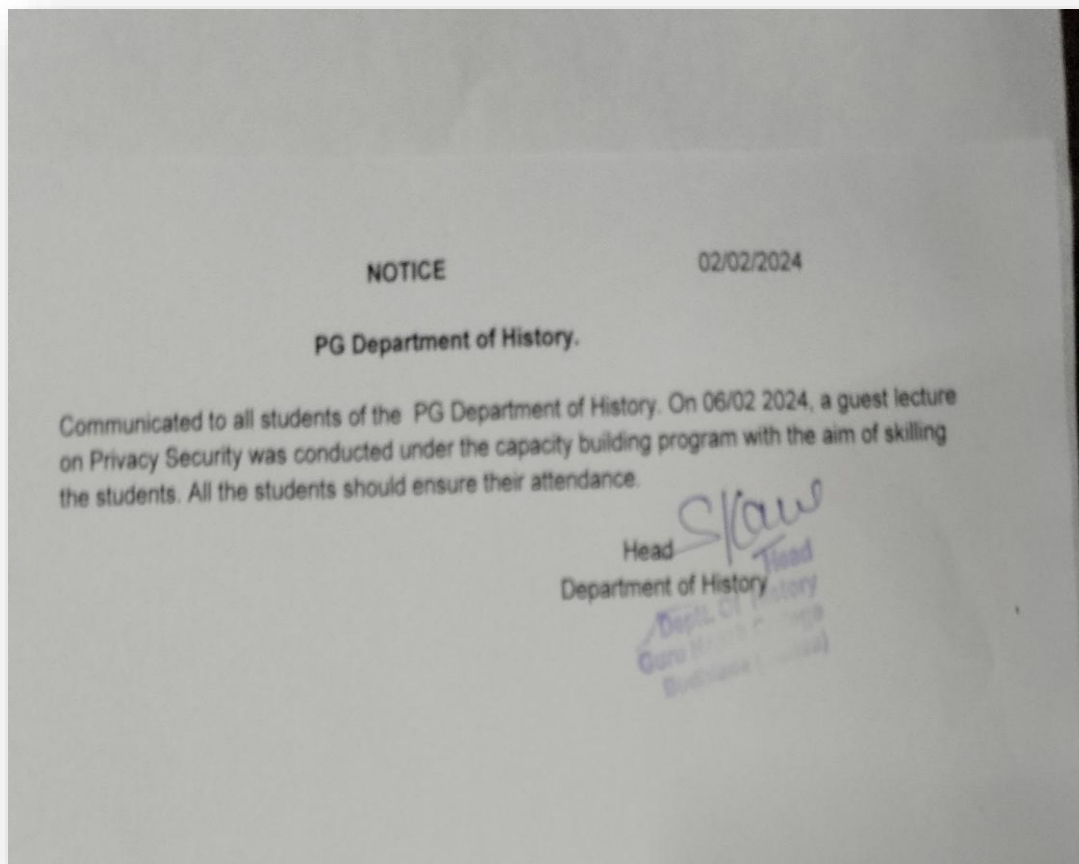 NOTICE 02/02/2024
PG Department of History.
Communicated to all students of the PG Department of History. On 06/02 2024, a guest lecture
on Privacy Security was conducted under the capacity building program with the aim of skilling
the students. All the students should ensure their attendance.
Head
Head
Department of History
Deptt. Of History
Guru